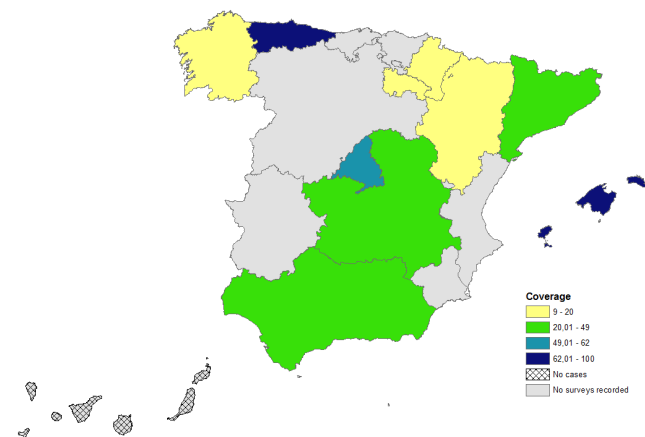 Coverage
9 - 20
20,01 - 49
49,01 - 62
62,01 - 100
No cases
No surveys recorded